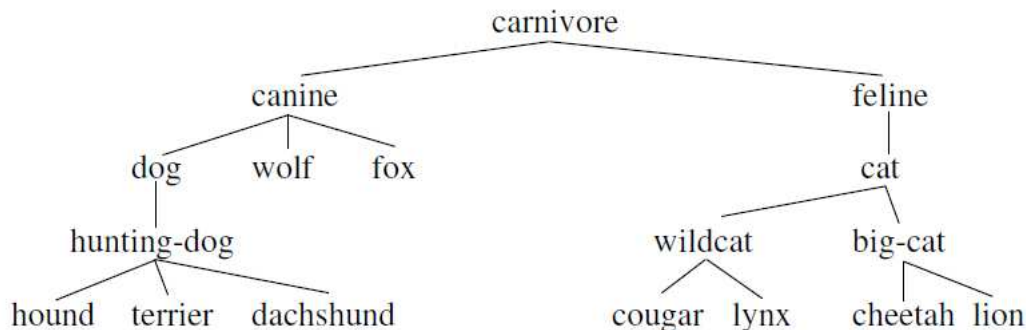 carnivore
canine feline
dog wolf fox cat
hunting-dog wildcat big-cat
hound terrier dachshund cougar lynx cheetah lion